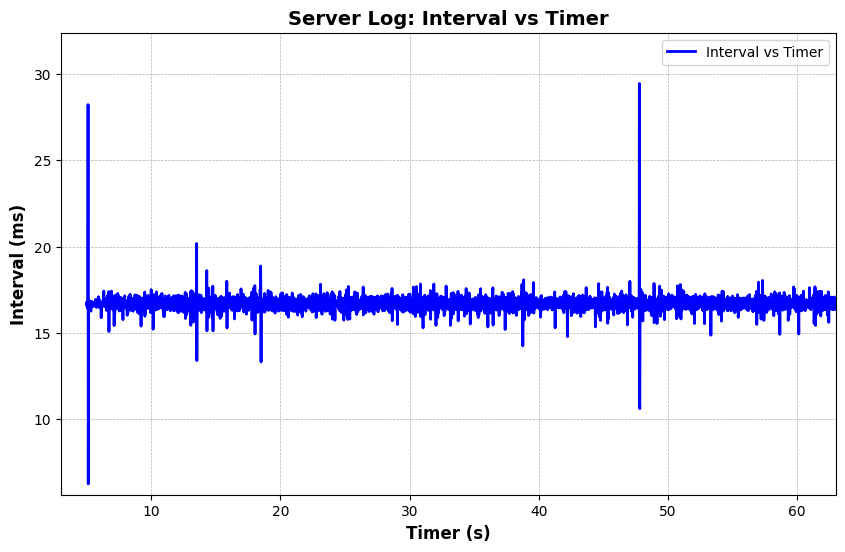 Server Log: Interval vs Timer
Interval vs Timer
30
25
20
15
10
Interval (ms)
10 20 30 40 50 60
Timer (s)